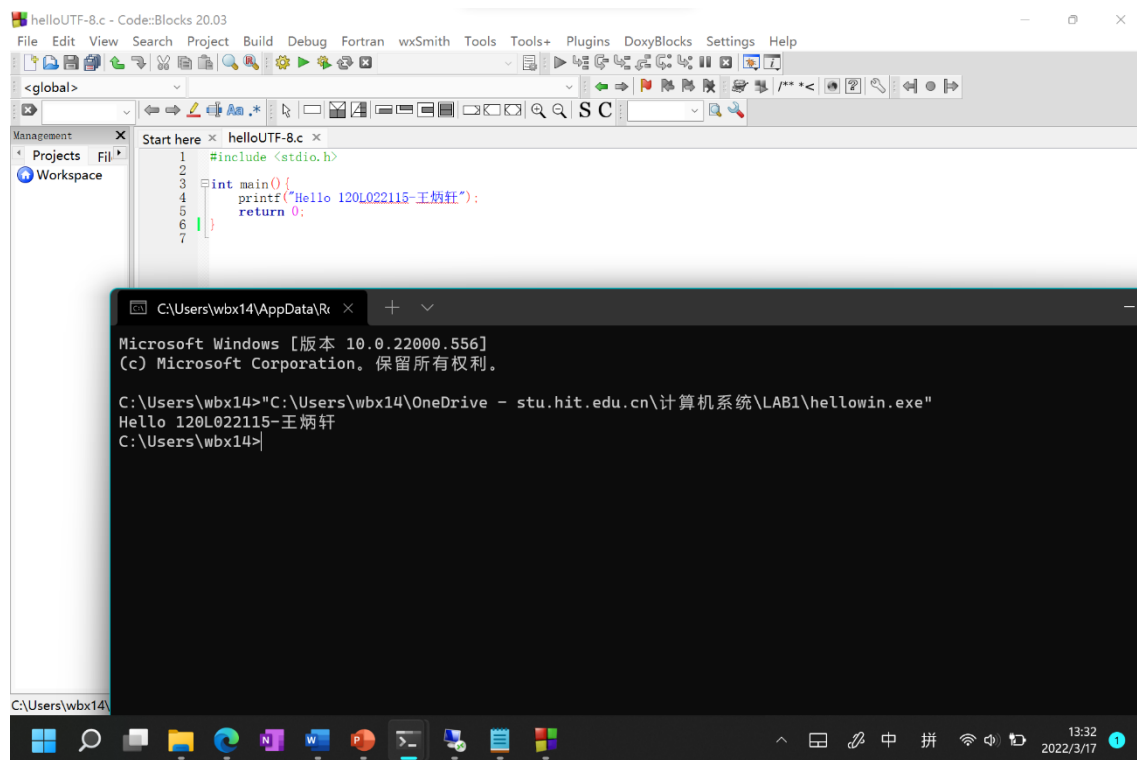 helloUTF-8.c - Code::Blocks 20.03
File Edit View Search Project Build Debug Fortran wxSmith Tools Tools+ Plugins DoxyBlocks Settings Help
<global>
/** *<
Aa .*
S C
Management
Start here helloUTF-8.c
Projects Fil
Workspace
1 #include <stdio.h>
2
3 int main(){
4 printf("Hello 120L022115-王炳轩");
5 return 0;
6 }
7
C:\Users\wbx14\AppData\Ro
Microsoft Windows [版本 10.0.22000.556]
(c) Microsoft Corporation。保留所有权利。
C:\Users\wbx14>"C:\Users\wbx14\OneDrive - stu.hit.edu.cn\计算机系统\LAB1\hellowin.exe"
Hello 120L022115-王炳轩
C:\Users\wbx14>
C:\Users\wbx14\
中 拼
13:32
2022/3/17
1